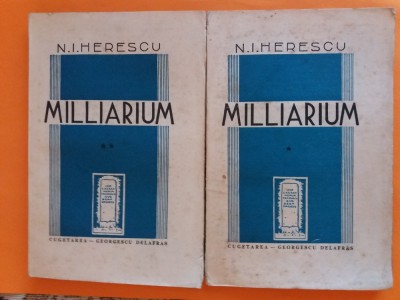 N.I.HERESCU
MILLIARIUM
**
CUGETAREA — GEORGESCU DELAFRAS
N.I.HERESCU
MILLIARIUM
*
CUGETAREA — GEORGESCU DELAFRAS